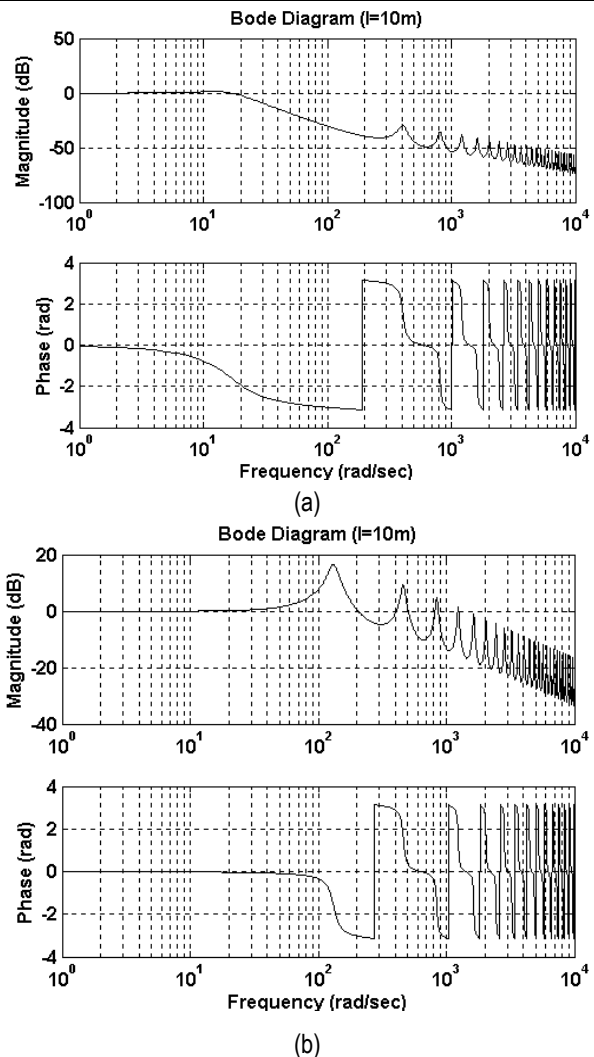 Bode Diagram (l=10m)
Magnitude (dB)
50
0
-50
-100
10^0 10^1 10^2 10^3 10^4
Phase (rad)
4
2
0
-2
-4
10^0 10^1 10^2 10^3 10^4
Frequency (rad/sec)
(a)
Bode Diagram (l=10m)
Magnitude (dB)
20
0
-20
-40
10^0 10^1 10^2 10^3 10^4
Phase (rad)
4
2
0
-2
-4
10^0 10^1 10^2 10^3 10^4
Frequency (rad/sec)
(b)